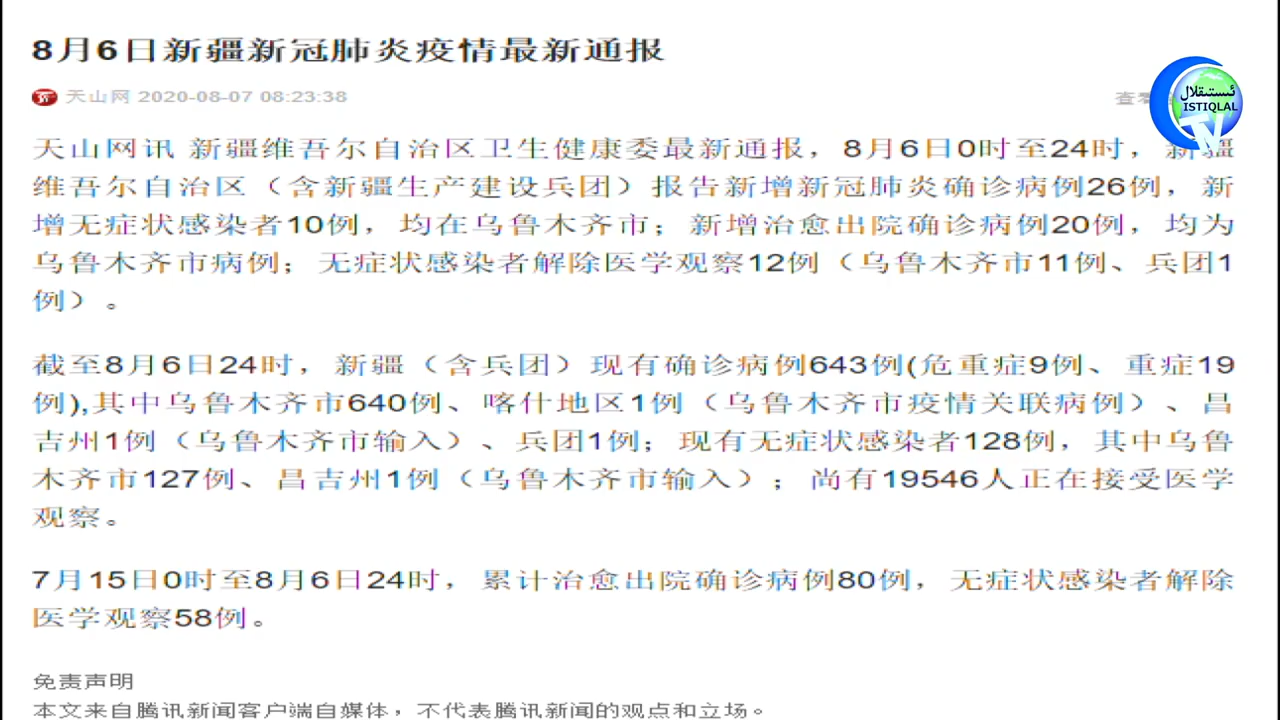 8月6日新疆新冠肺炎疫情最新通报
天山网 2020-08-07 08:23:38
查看
ئىستىقلال
ISTIQLAL
TV
天山网讯 新疆维吾尔自治区卫生健康委最新通报，8月6日0时至24时，新疆
维吾尔自治区（含新疆生产建设兵团）报告新增新冠肺炎确诊病例26例，新
增无症状感染者10例，均在乌鲁木齐市；新增治愈出院确诊病例20例，均为
乌鲁木齐市病例；无症状感染者解除医学观察12例（乌鲁木齐市11例、兵团1
例）。
截至8月6日24时，新疆（含兵团）现有确诊病例643例(危重症9例、重症19
例),其中乌鲁木齐市640例、喀什地区1例（乌鲁木齐市疫情关联病例）、昌
吉州1例（乌鲁木齐市输入）、兵团1例；现有无症状感染者128例，其中乌鲁
木齐市127例、昌吉州1例（乌鲁木齐市输入）；尚有19546人正在接受医学
观察。
7月15日0时至8月6日24时，累计治愈出院确诊病例80例，无症状感染者解除
医学观察58例。
免责声明
本文来自腾讯新闻客户端自媒体，不代表腾讯新闻的观点和立场。